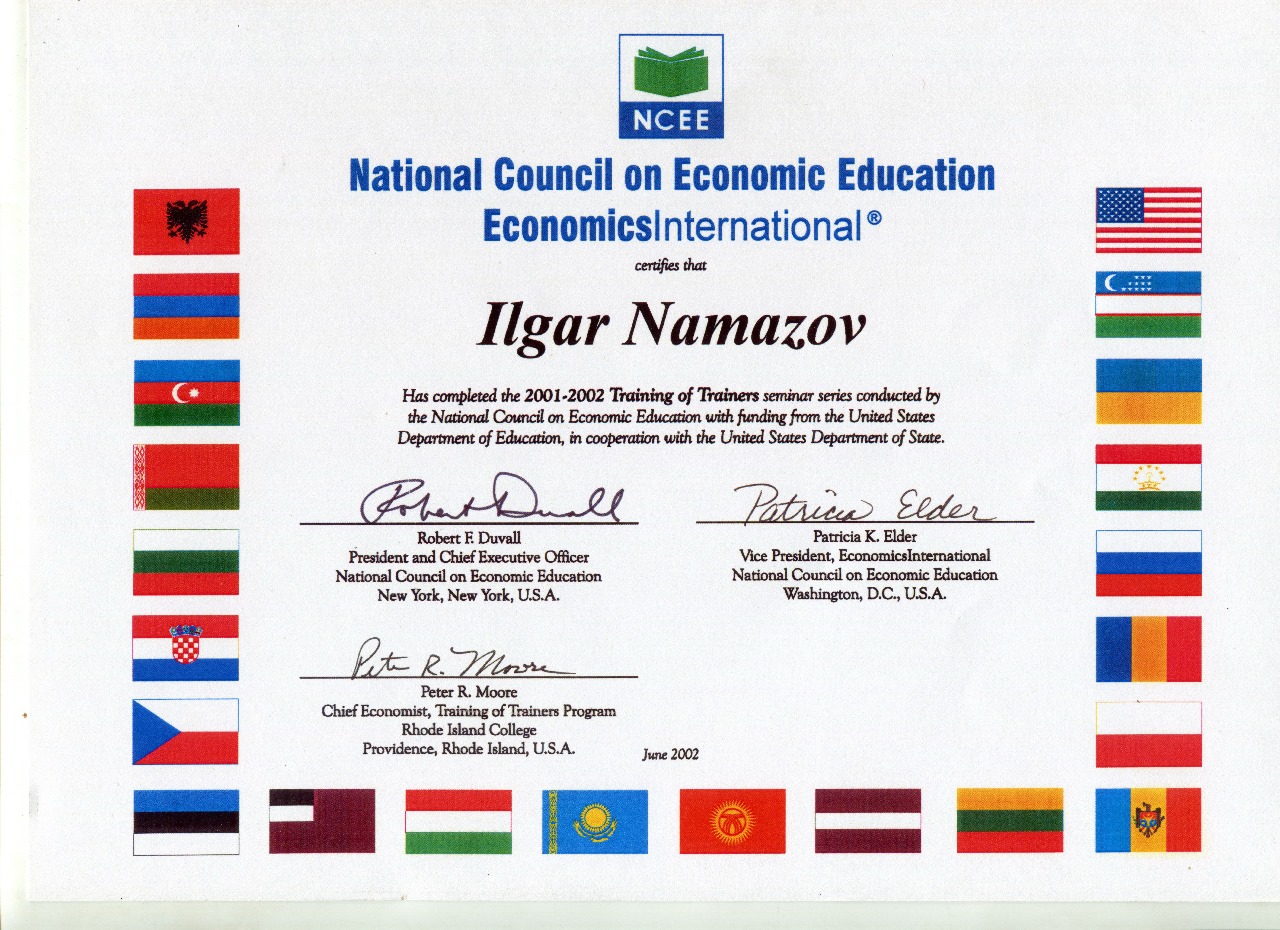 NCEE
National Council on Economic Education
EconomicsInternational®
certifies that
Ilgar Namazov
Has completed the 2001-2002 Training of Trainers seminar series conducted by
the National Council on Economic Education with funding from the United States
Department of Education, in cooperation with the United States Department of State.
Robert Duvall
Robert F. Duvall
President and Chief Executive Officer
National Council on Economic Education
New York, New York, U.S.A.
Patricia Elder
Patricia K. Elder
Vice President, EconomicsInternational
National Council on Economic Education
Washington, D.C., U.S.A.
Peter R. Moore
Peter R. Moore
Chief Economist, Training of Trainers Program
Rhode Island College
Providence, Rhode Island, U.S.A.
June 2002